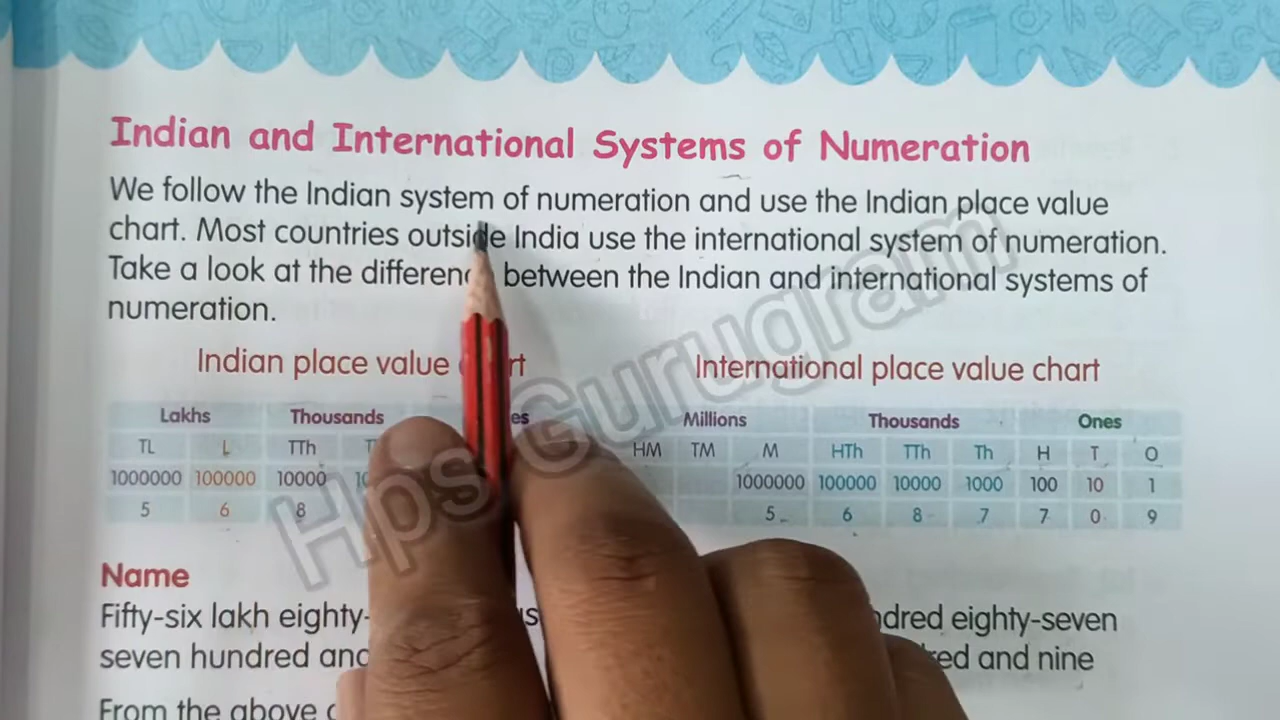 Indian and International Systems of Numeration
We follow the Indian system of numeration and use the Indian place value
chart. Most countries outside India use the international system of numeration.
Take a look at the difference between the Indian and international systems of
numeration.
Indian place value International place value chart
Lakhs Thousands Millions Thousands Ones
TL L TTh HM TM M HTh TTh Th H T O
1000000 100000 10000 1000000 100000 10000 1000 100 10 1
5 6 8 5 6 8 7 7 0 9
Name
Fifty-six lakh eighty- eighty-seven
seven hundred and nine
From the above
Hps Gurugram